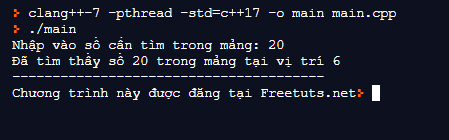 > clang++-7 -pthread -std=c++17 -o main main.cpp
> ./main
Nhập vào số cần tìm trong mảng: 20
Đã tìm thấy số 20 trong mảng tại vị trí 6
---------------------------------------
Chương trình này được đăng tại Freetuts.net>